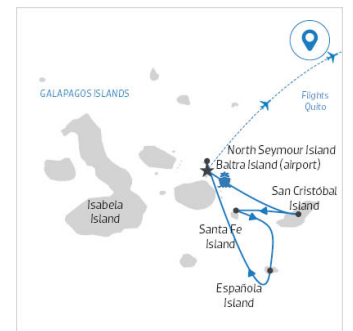 GALAPAGOS ISLANDS
Flights
Quito
North Seymour Island
Baltra Island (airport)
San Cristóbal
Island
Isabela
Island
Santa Fe
Island
Española
Island